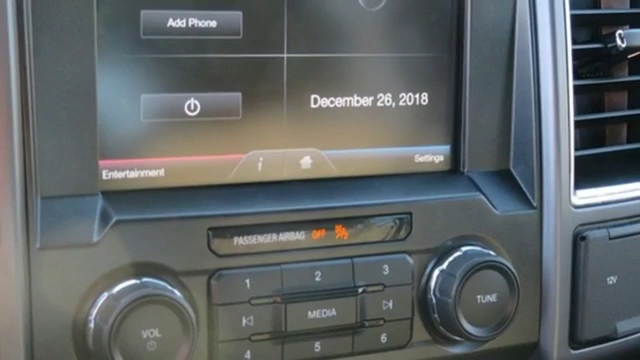 Add Phone
December 26, 2018
Entertainment
i
Settings
PASSENGER AIRBAG OFF
1 2 3
VOL
MEDIA
TUNE
4 5 6
12V